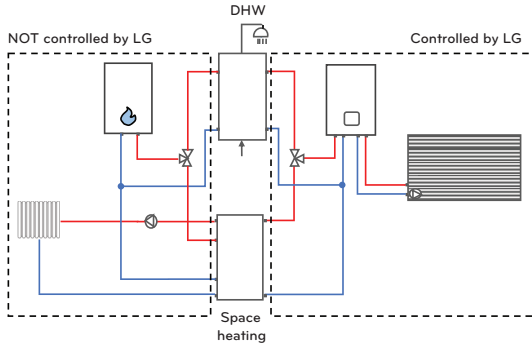 DHW
NOT controlled by LG
Controlled by LG
Space
heating